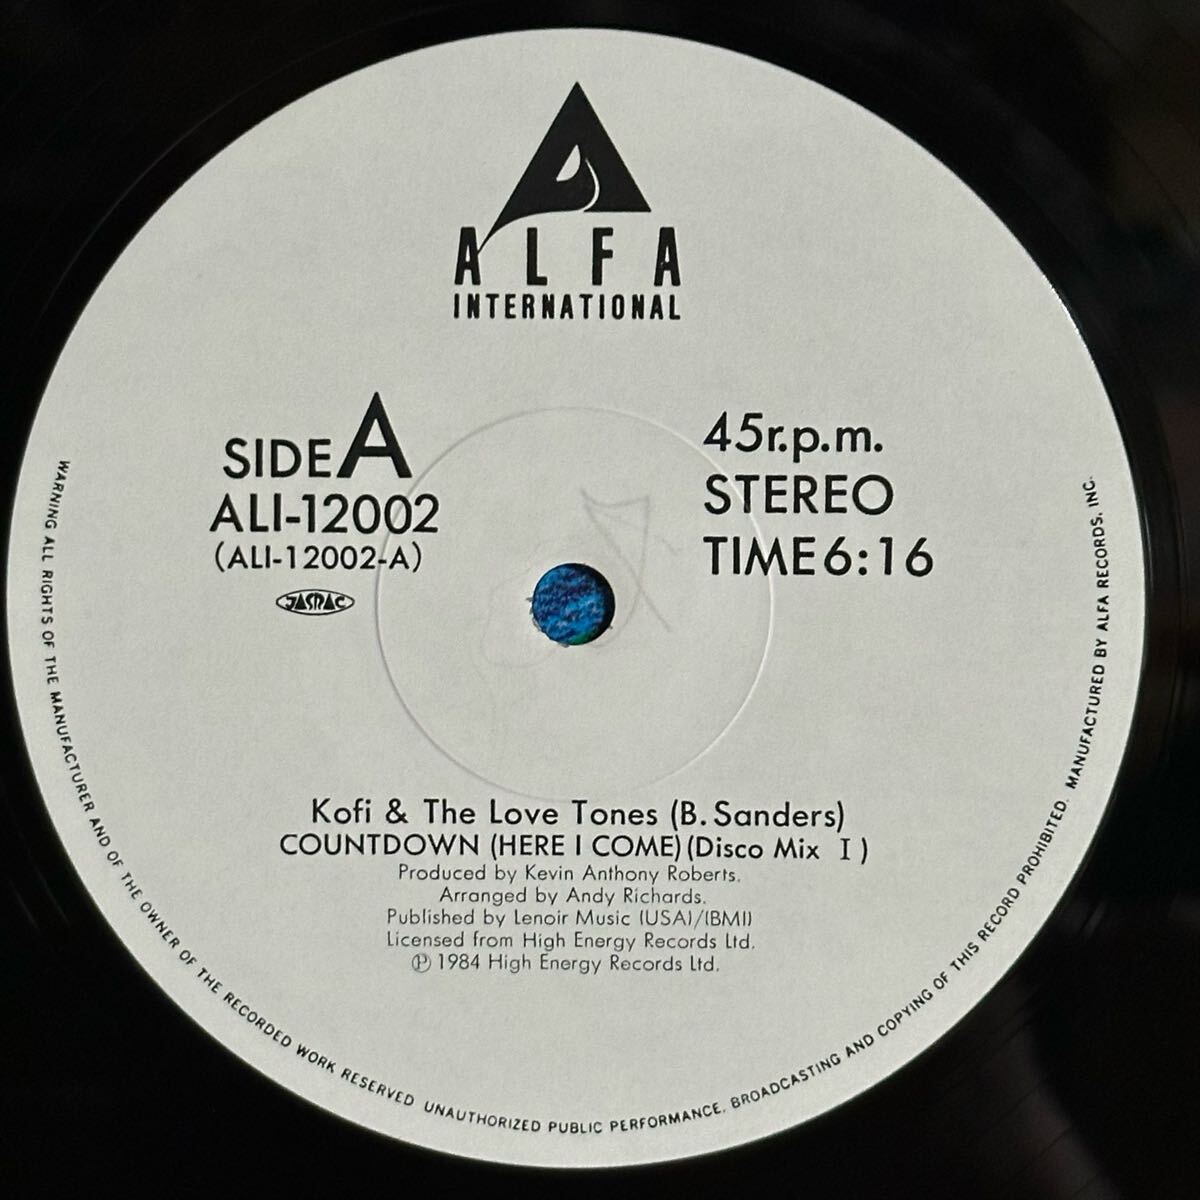 ALFA
INTERNATIONAL
SIDE A
ALI-12002
(ALI-12002-A)
JASRAC
45r.p.m.
STEREO
TIME 6:16
Kofi & The Love Tones (B. Sanders)
COUNTDOWN (HERE I COME) (Disco Mix I)
Produced by Kevin Anthony Roberts.
Arranged by Andy Richards.
Published by Lenoir Music (USA)/(BMI)
Licensed from High Energy Records Ltd.
Ⓟ 1984 High Energy Records Ltd.
WARNING ALL RIGHTS OF THE MANUFACTURER AND OF THE OWNER OF THE RECORDED WORK RESERVED UNAUTHORIZED PUBLIC PERFORMANCE, BROADCASTING AND COPYING OF THIS RECORD PROHIBITED. MANUFACTURED BY ALFA RECORDS, INC.